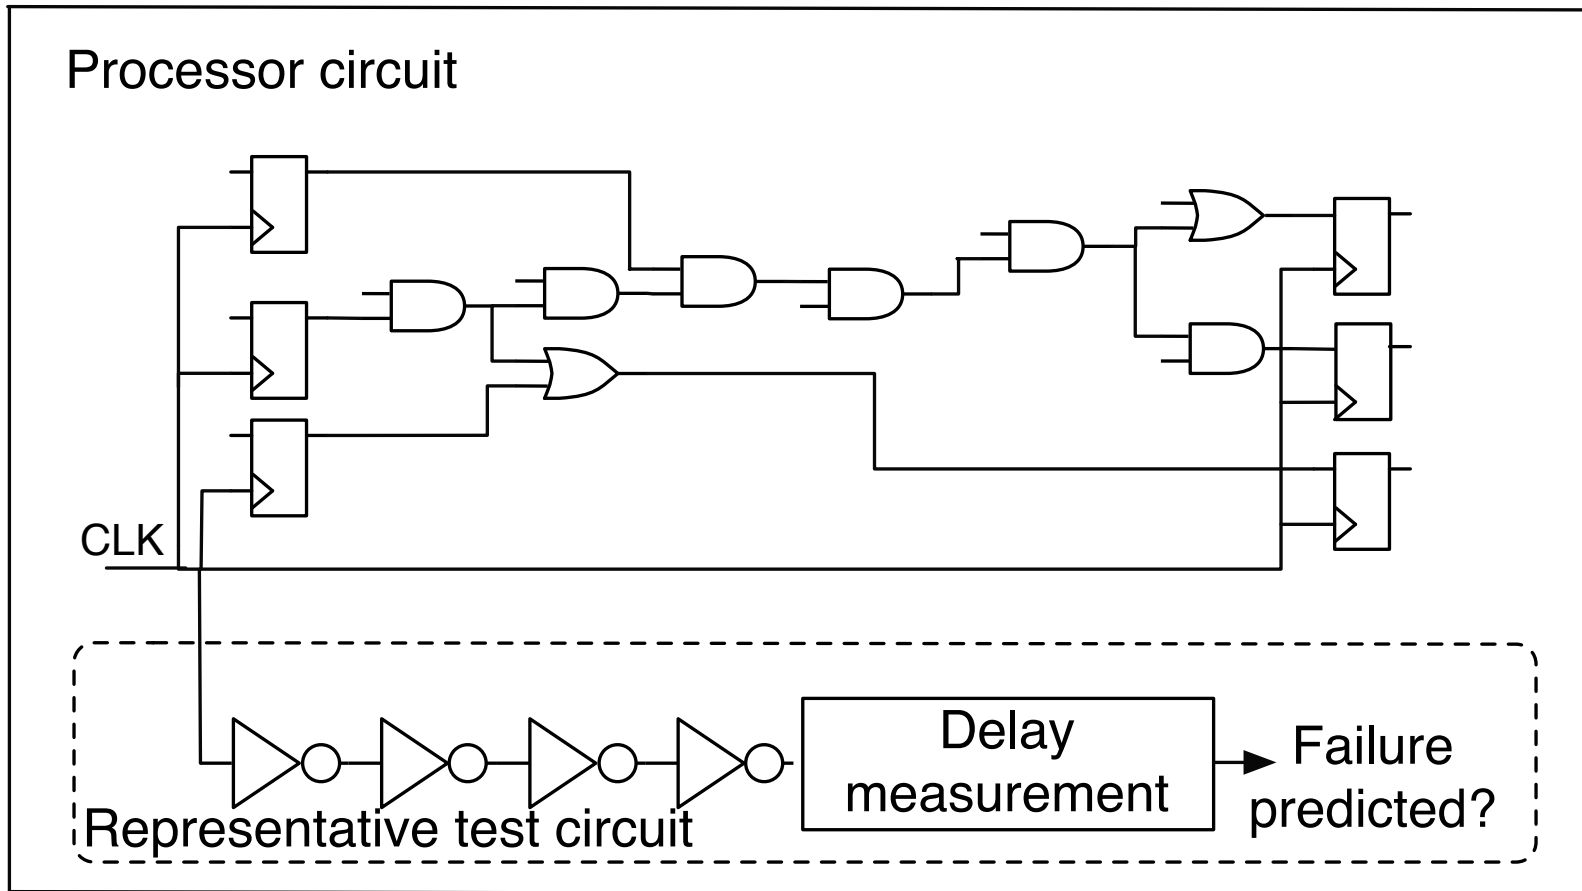 Processor circuit
CLK
Delay
measurement
Failure
predicted?
Representative test circuit